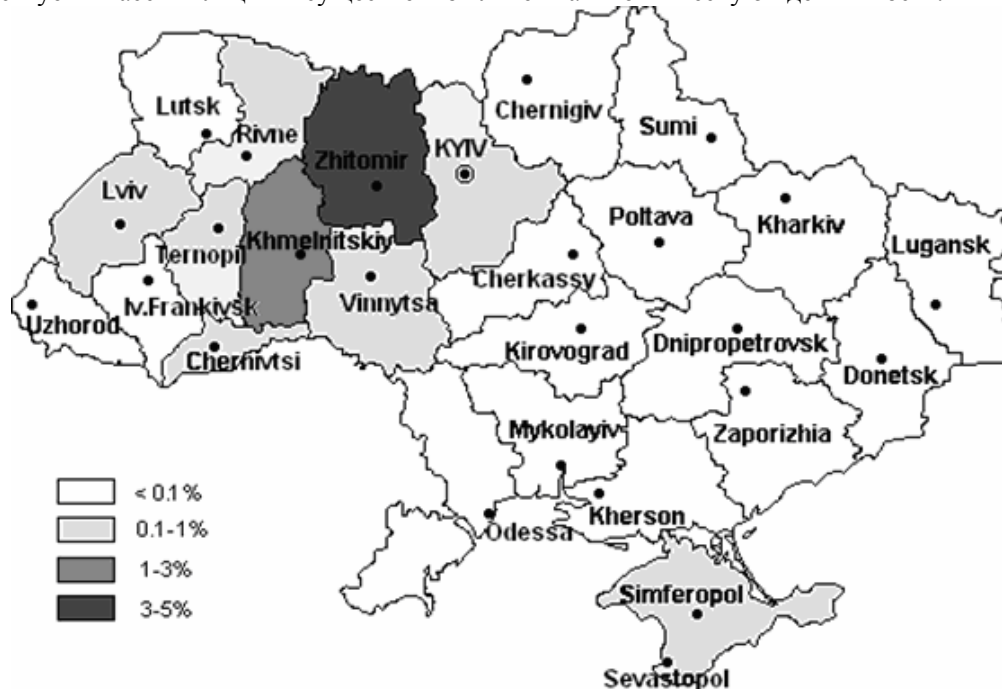 Chernigiv
Lutsk
Sumi
Rivne
KYIV
Zhitomir
Lviv
Poltava
Kharkiv
Khmelnitskiy
Lugansk
Ternopil
Cherkassy
Vinnytsa
Iv.Frankivsk
Uzhorod
Dnipropetrovsk
Kirovograd
Chernivtsi
Donetsk
Mykolayiv
Zaporizhia
< 0.1%
Kherson
0.1-1%
Odessa
1-3%
Simferopol
3-5%
Sevastopol